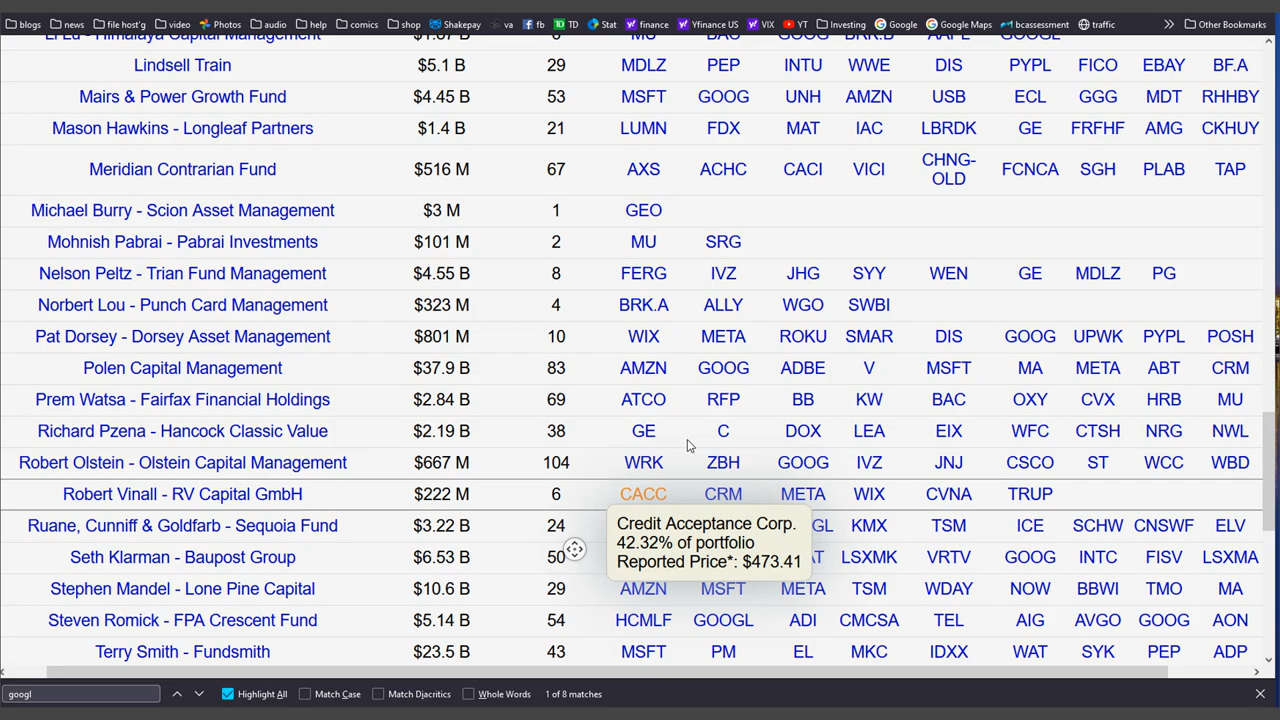 blogs news file host'g video Photos audio help comics shop Shakepay va fb TD Stat finance Yfinance US VIX YT Investing Google Google Maps bcassessment traffic Other Bookmarks
Li Lu - Himalaya Capital Management MU BAC GOOG BRK.B AAPL GOOGL
Lindsell Train $5.1 B 29 MDLZ PEP INTU WWE DIS PYPL FICO EBAY BF.A
Mairs & Power Growth Fund $4.45 B 53 MSFT GOOG UNH AMZN USB ECL GGG MDT RHHBY
Mason Hawkins - Longleaf Partners $1.4 B 21 LUMN FDX MAT IAC LBRDK GE FRFHF AMG CKHUY
Meridian Contrarian Fund $516 M 67 AXS ACHC CACI VICI CHNG-OLD FCNCA SGH PLAB TAP
Michael Burry - Scion Asset Management $3 M 1 GEO
Mohnish Pabrai - Pabrai Investments $101 M 2 MU SRG
Nelson Peltz - Trian Fund Management $4.55 B 8 FERG IVZ JHG SYY WEN GE MDLZ PG
Norbert Lou - Punch Card Management $323 M 4 BRK.A ALLY WGO SWBI
Pat Dorsey - Dorsey Asset Management $801 M 10 WIX META ROKU SMAR DIS GOOG UPWK PYPL POSH
Polen Capital Management $37.9 B 83 AMZN GOOG ADBE V MSFT MA META ABT CRM
Prem Watsa - Fairfax Financial Holdings $2.84 B 69 ATCO RFP BB KW BAC OXY CVX HRB MU
Richard Pzena - Hancock Classic Value $2.19 B 38 GE C DOX LEA EIX WFC CTSH NRG NWL
Robert Olstein - Olstein Capital Management $667 M 104 WRK ZBH GOOG IVZ JNJ CSCO ST WCC WBD
Robert Vinall - RV Capital GmbH $222 M 6 CACC CRM META WIX CVNA TRUP
Ruane, Cunniff & Goldfarb - Sequoia Fund $3.22 B 24 GL KMX TSM ICE SCHW CNSWF ELV
Credit Acceptance Corp.
42.32% of portfolio
Reported Price*: $473.41
Seth Klarman - Baupost Group $6.53 B 50 AT LSXMK VRTV GOOG INTC FISV LSXMA
Stephen Mandel - Lone Pine Capital $10.6 B 29 AMZN MSFT META TSM WDAY NOW BBWI TMO MA
Steven Romick - FPA Crescent Fund $5.14 B 54 HCMLF GOOGL ADI CMCSA TEL AIG AVGO GOOG AON
Terry Smith - Fundsmith $23.5 B 43 MSFT PM EL MKC IDXX WAT SYK PEP ADP
googl Highlight All Match Case Match Diacritics Whole Words 1 of 8 matches